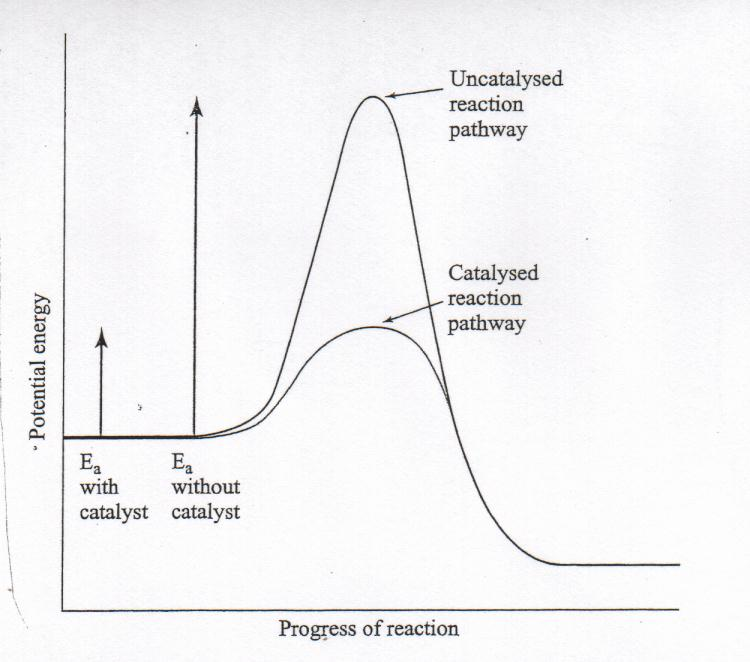 Uncatalysed
reaction
pathway
Catalysed
reaction
pathway
Potential energy
Eₐ
with
catalyst
Eₐ
without
catalyst
Progress of reaction